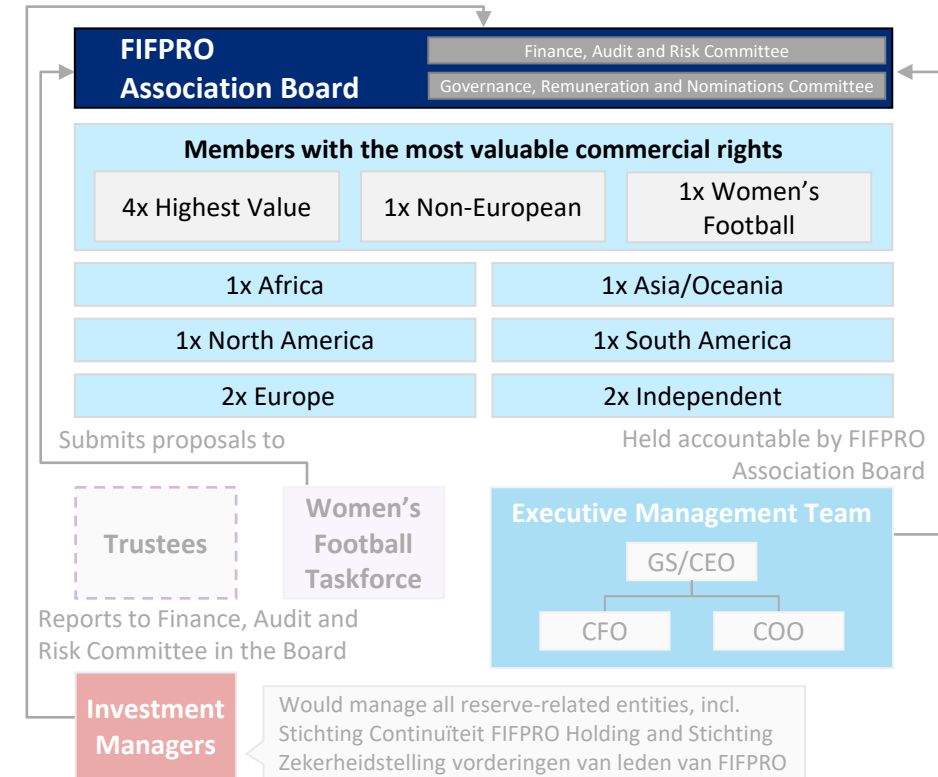 FIFPRO
Association Board
Finance, Audit and Risk Committee
Governance, Remuneration and Nominations Committee
Members with the most valuable commercial rights
4x Highest Value
1x Non-European
1x Women's
Football
1x Africa
1x Asia/Oceania
1x North America
1x South America
2x Europe
2x Independent
Submits proposals to
Held accountable by FIFPRO
Association Board
Trustees
Women's
Football
Taskforce
Executive Management Team
GS/CEO
CFO
COO
Reports to Finance, Audit and
Risk Committee in the Board
Investment
Managers
Would manage all reserve-related entities, incl.
Stichting Continuïteit FIFPRO Holding and Stichting
Zekerheidstelling vorderingen van leden van FIFPRO